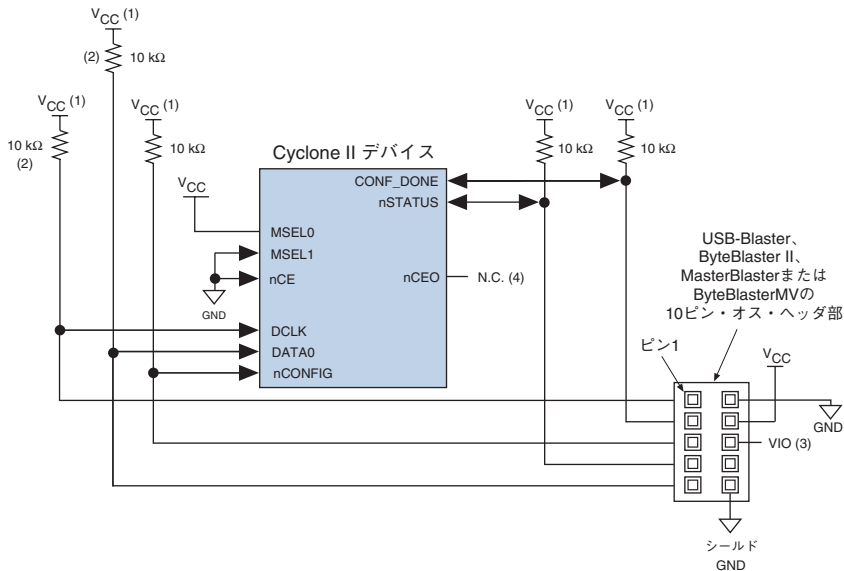 VCC (1)
(2) 10 kΩ
VCC (1)
10 kΩ
(2)
VCC (1)
10 kΩ
VCC (1)
10 kΩ
VCC (1)
10 kΩ
Cyclone II デバイス
VCC
CONF_DONE
nSTATUS
MSEL0
MSEL1
nCE
nCEO
N.C. (4)
GND
DCLK
DATA0
nCONFIG
USB-Blaster、
ByteBlaster II、
MasterBlasterまたは
ByteBlasterMVの
10ピン・オス・ヘッダ部
ピン1
VCC
GND
VIO (3)
シールド
GND